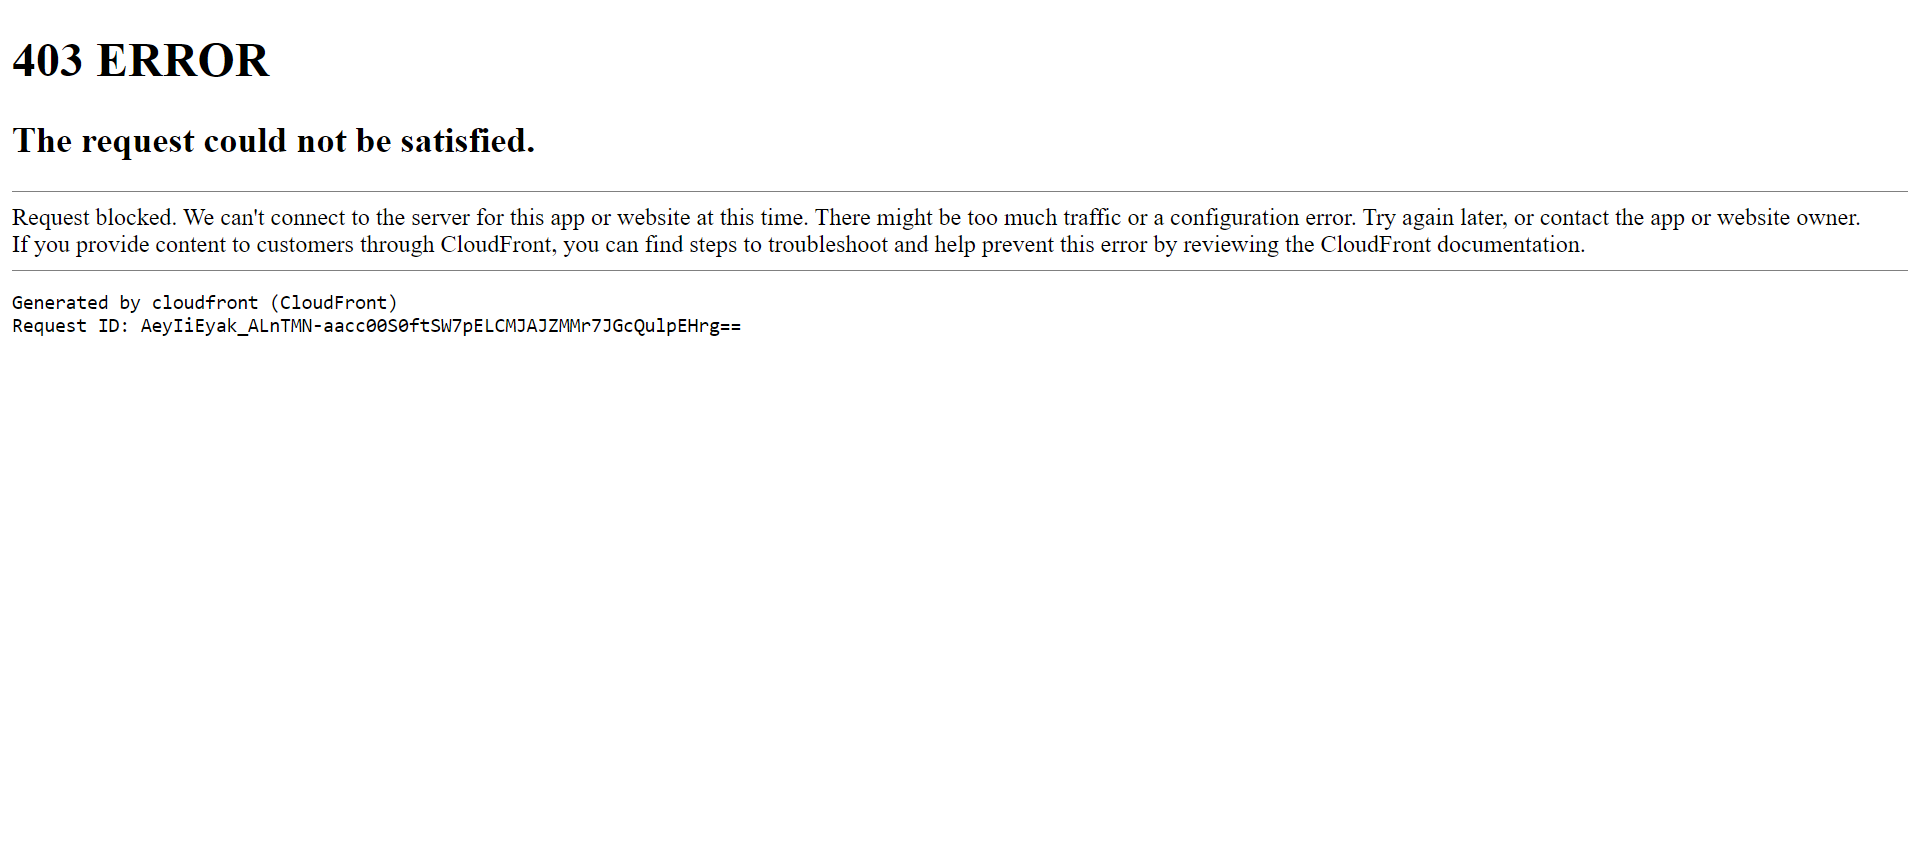 403 ERROR
The request could not be satisfied.
Request blocked. We can't connect to the server for this app or website at this time. There might be too much traffic or a configuration error. Try again later, or contact the app or website owner.
If you provide content to customers through CloudFront, you can find steps to troubleshoot and help prevent this error by reviewing the CloudFront documentation.
Generated by cloudfront (CloudFront)
Request ID: AeyIiEyak_ALnTMN-aacc00S0ftSW7pELCMJAJZMMr7JGcQulpEHrg==